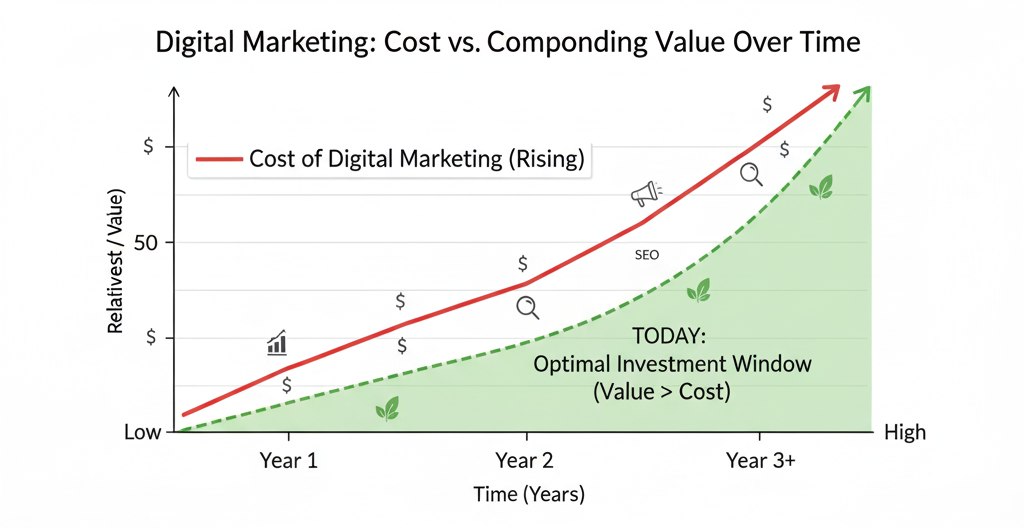 Digital Marketing: Cost vs. Componding Value Over Time
$
Cost of Digital Marketing (Rising)
$
$
50
Relativest / Value)
SEO
$
$
$
$
$
TODAY:
Optimal Investment Window
(Value > Cost)
Low
High
Year 1
Year 2
Year 3+
Time (Years)